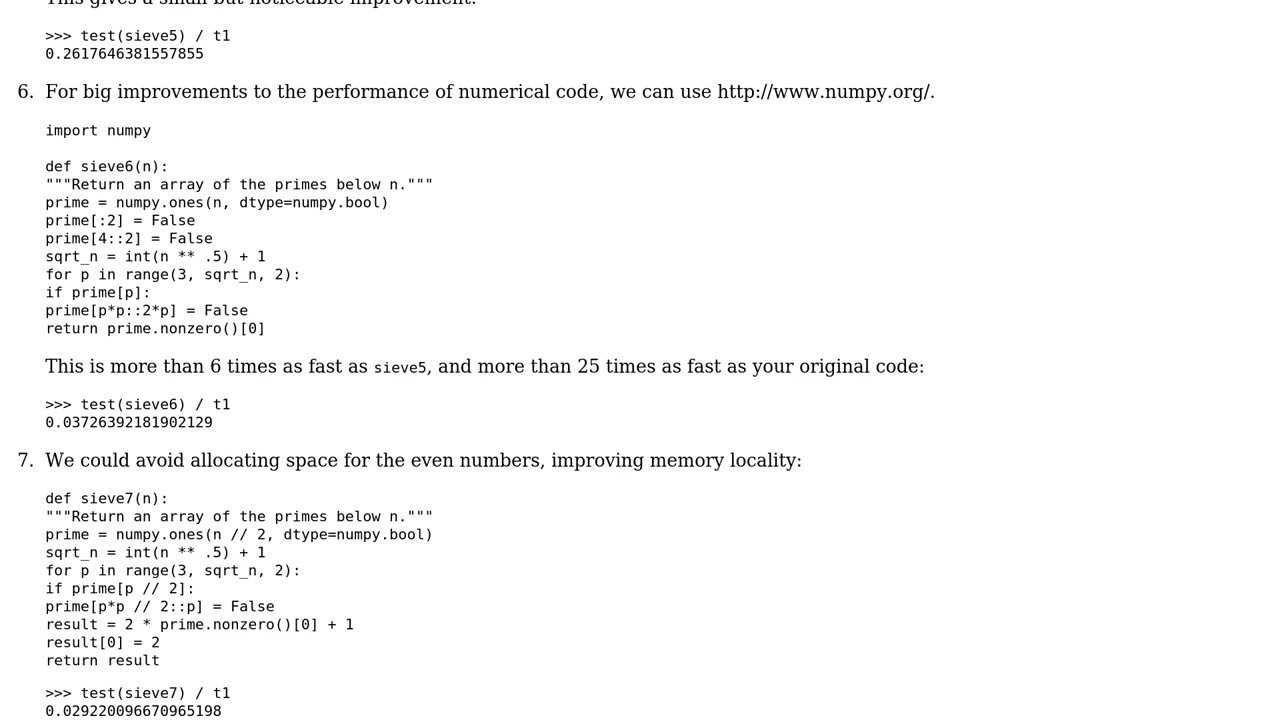 This gives a small but noticeable improvement:
>>> test(sieve5) / t1
0.2617646381557855
6. For big improvements to the performance of numerical code, we can use http://www.numpy.org/.
import numpy
def sieve6(n):
"""Return an array of the primes below n."""
prime = numpy.ones(n, dtype=numpy.bool)
prime[:2] = False
prime[4::2] = False
sqrt_n = int(n ** .5) + 1
for p in range(3, sqrt_n, 2):
if prime[p]:
prime[p*p::2*p] = False
return prime.nonzero()[0]
This is more than 6 times as fast as sieve5, and more than 25 times as fast as your original code:
>>> test(sieve6) / t1
0.03726392181902129
7. We could avoid allocating space for the even numbers, improving memory locality:
def sieve7(n):
"""Return an array of the primes below n."""
prime = numpy.ones(n // 2, dtype=numpy.bool)
sqrt_n = int(n ** .5) + 1
for p in range(3, sqrt_n, 2):
if prime[p // 2]:
prime[p*p // 2::p] = False
result = 2 * prime.nonzero()[0] + 1
result[0] = 2
return result
>>> test(sieve7) / t1
0.029220096670965198